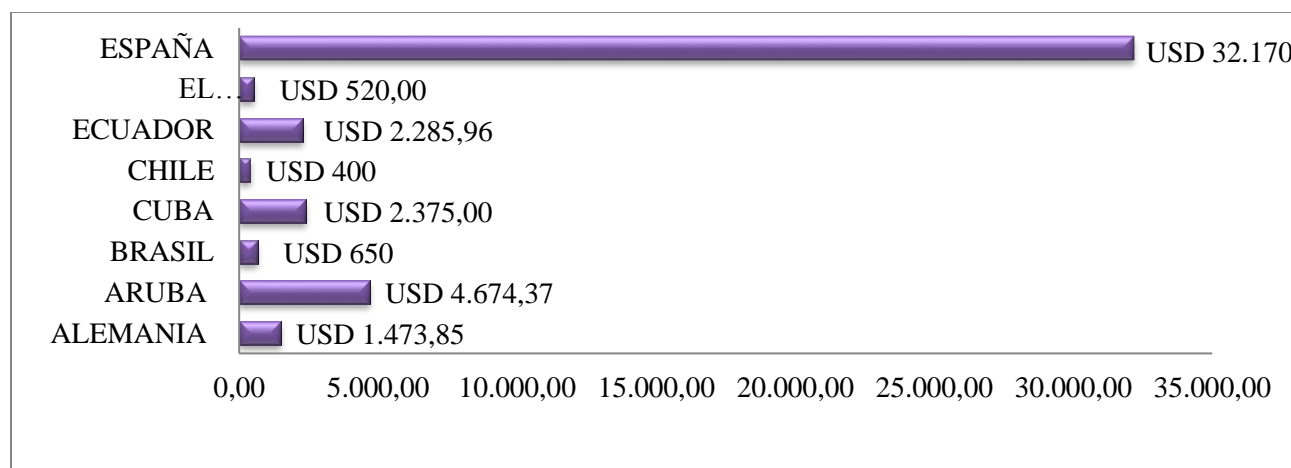 ESPAÑA USD 32.170
EL… USD 520,00
ECUADOR USD 2.285,96
CHILE USD 400
CUBA USD 2.375,00
BRASIL USD 650
ARUBA USD 4.674,37
ALEMANIA USD 1.473,85
0,00 5.000,00 10.000,00 15.000,00 20.000,00 25.000,00 30.000,00 35.000,00